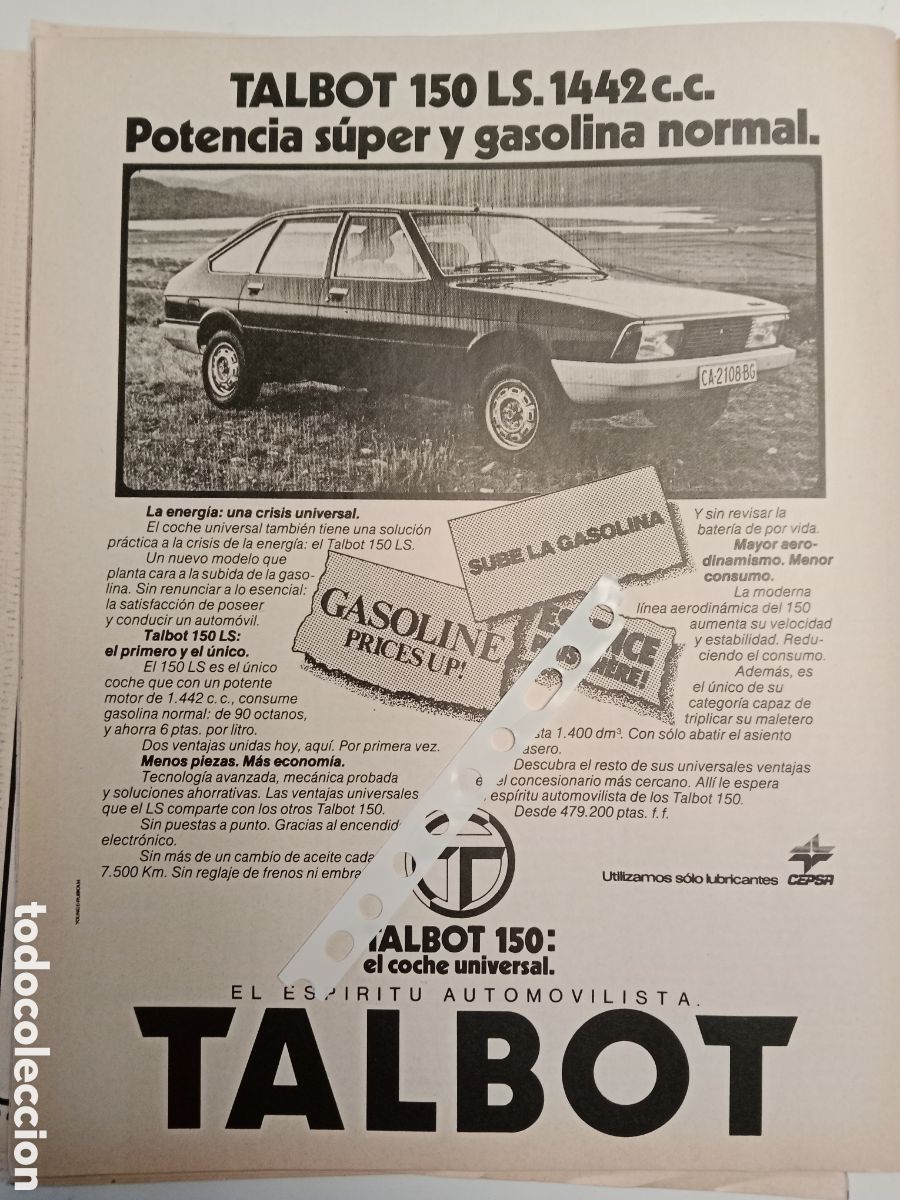 TALBOT 150 LS. 1442 c.c.
Potencia súper y gasolina normal.
CA-2108-BG
La energía: una crisis universal.
El coche universal también tiene una solución
práctica a la crisis de la energía: el Talbot 150 LS.
Un nuevo modelo que
planta cara a la subida de la gaso-
lina. Sin renunciar a lo esencial:
la satisfacción de poseer
y conducir un automóvil.
Talbot 150 LS:
el primero y el único.
El 150 LS es el único
coche que con un potente
motor de 1.442 c.c., consume
gasolina normal: de 90 octanos,
y ahorra 6 ptas. por litro.
Dos ventajas unidas hoy, aquí. Por primera vez.
Menos piezas. Más economía.
Tecnología avanzada, mecánica probada
y soluciones ahorrativas. Las ventajas universales
que el LS comparte con los otros Talbot 150.
Sin puestas a punto. Gracias al encendid
electrónico.
Sin más de un cambio de aceite cada
7.500 Km. Sin reglaje de frenos ni embra
SUBE LA GASOLINA
GASOLINE
PRICES UP!
Y sin revisar la
batería de por vida.
Mayor aero-
dinamismo. Menor
consumo.
La moderna
línea aerodinámica del 150
aumenta su velocidad
y estabilidad. Redu-
ciendo el consumo.
Además, es
el único de su
categoría capaz de
triplicar su maletero
sta 1.400 dm³. Con sólo abatir el asiento
asero.
Descubra el resto de sus universales ventajas
el concesionario más cercano. Allí le espera
espíritu automovilista de los Talbot 150.
Desde 479.200 ptas. f.f.
Utilizamos sólo lubricantes CEPSA
TALBOT 150:
el coche universal.
EL ESPIRITU AUTOMOVILISTA.
TALBOT
todocoleccion